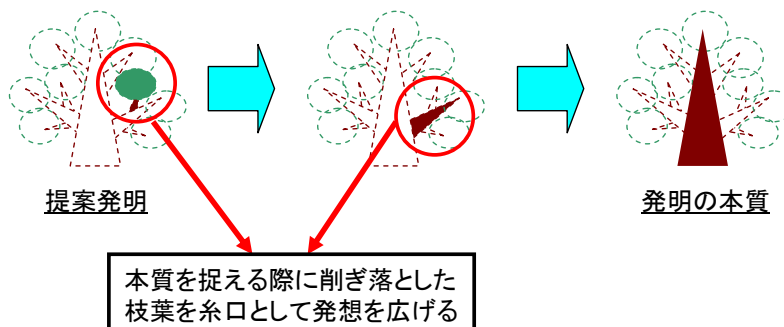 提案発明
発明の本質
本質を捉える際に削ぎ落とした
枝葉を糸口として発想を広げる